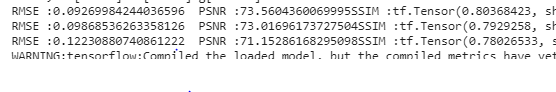 RMSE :0.09269984244036596  PSNR :73.5604360069995SSIM :tf.Tensor(0.80368423, sh
RMSE :0.09868536263358126  PSNR :73.01696173727504SSIM :tf.Tensor(0.7929258, sh
RMSE :0.12230880740861222  PSNR :71.15286168295098SSIM :tf.Tensor(0.78026533, s
WARNING:tensorflow:Compiled the loaded model, but the compiled metrics have yet